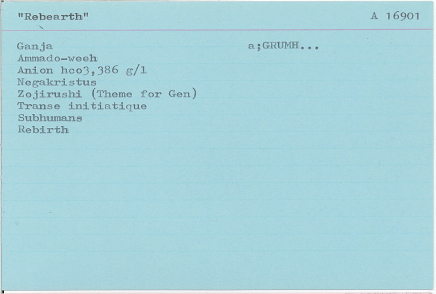 "Rebearth" A 16901
Ganja a;GRUMH...
Ammado-weeh
Anion hco3,386 g/l
Negakristus
Zojirushi (Theme for Gen)
Transe initiatique
Subhumans
Rebirth